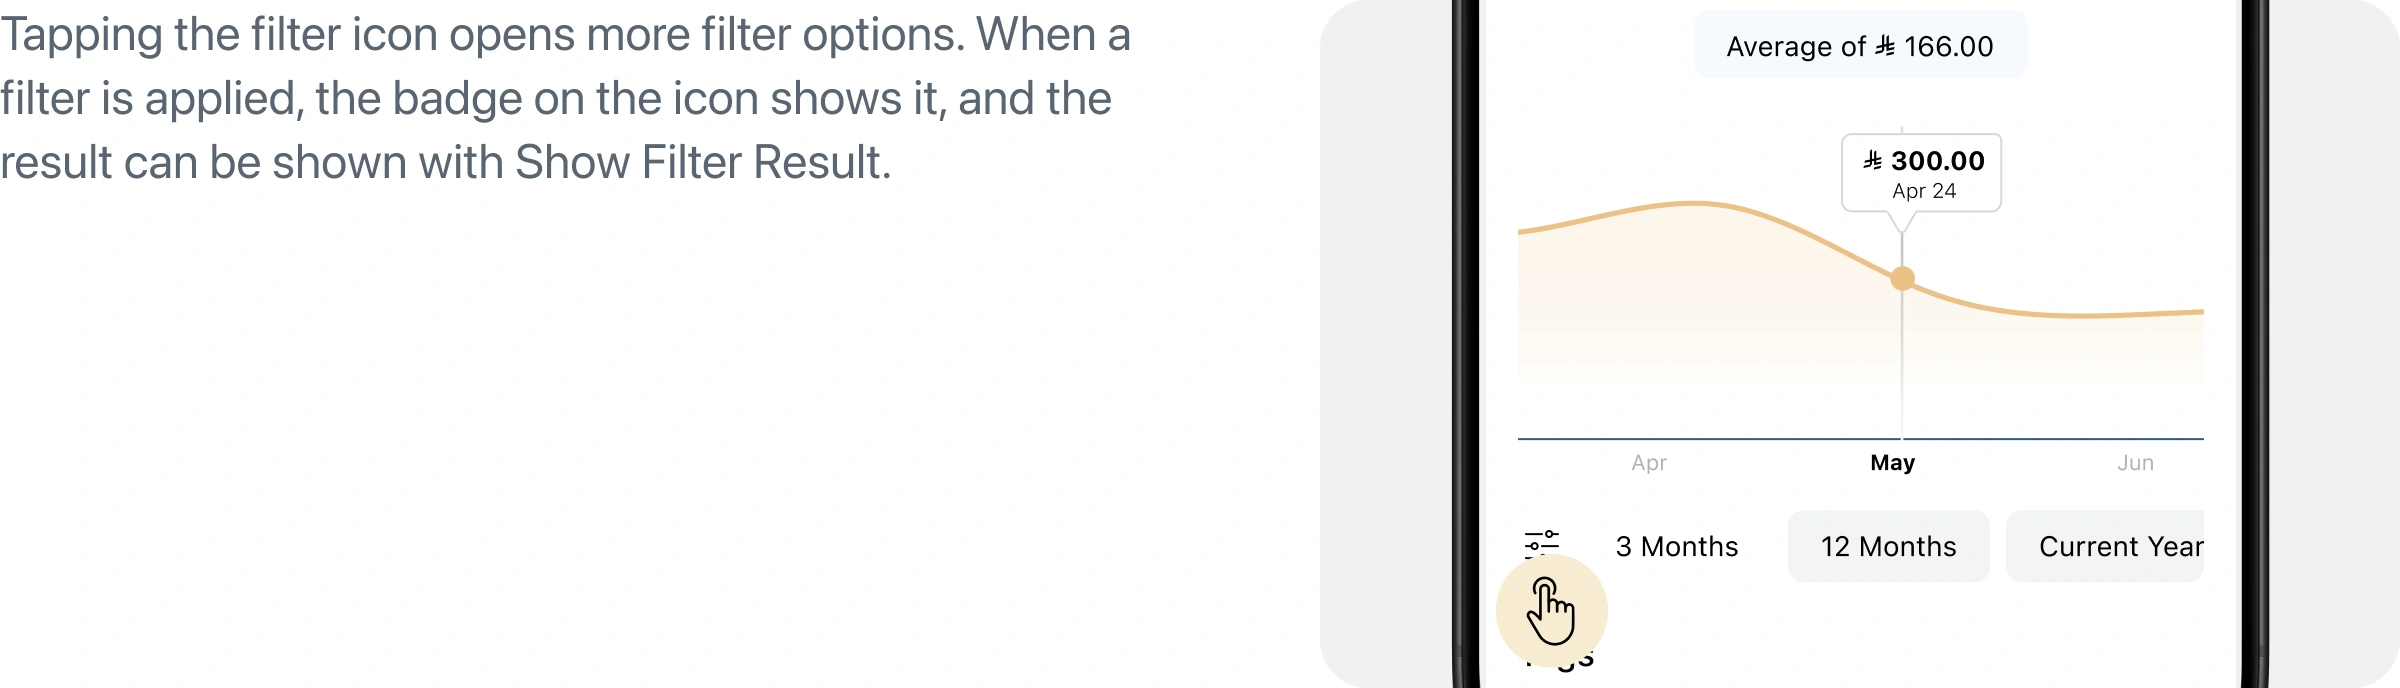 Tapping the filter icon opens more filter options. When a
filter is applied, the badge on the icon shows it, and the
result can be shown with Show Filter Result.
Average of ⃁ 166.00
⃁ 300.00
Apr 24
Apr
May
Jun
3 Months
12 Months
Current Year